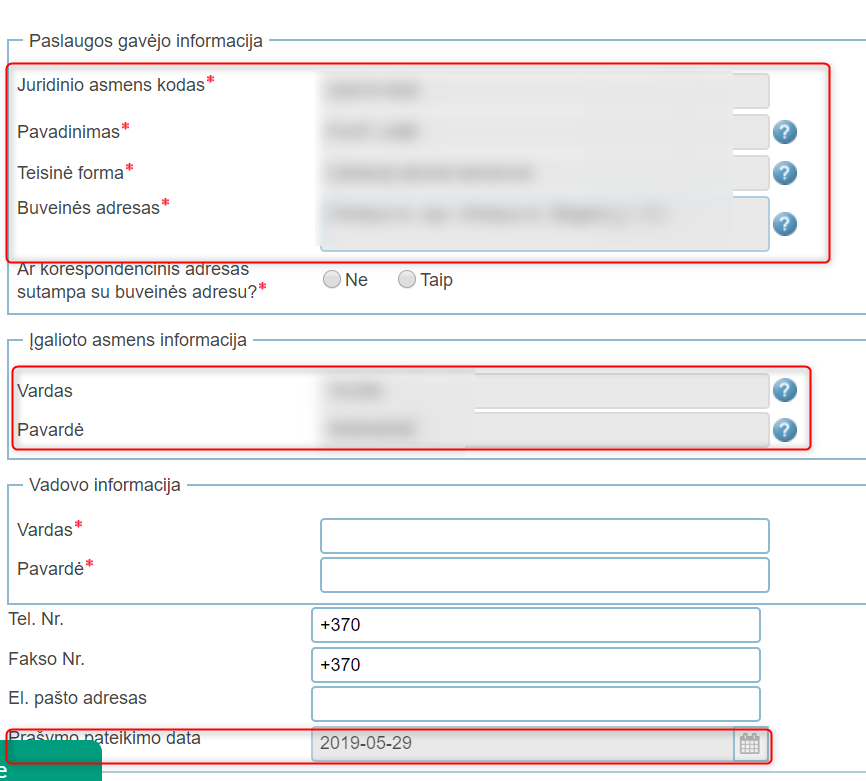 Paslaugos gavėjo informacija
Juridinio asmens kodas*
Pavadinimas*
?
Teisinė forma*
?
Buveinės adresas*
?
Ar korespondencinis adresas
sutampa su buveinės adresu?*
Ne
Taip
Įgalioto asmens informacija
Vardas
?
Pavardė
?
Vadovo informacija
Vardas*
Pavardė*
Tel. Nr.
+370
Fakso Nr.
+370
El. pašto adresas
Prašymo pateikimo data
2019-05-29
e